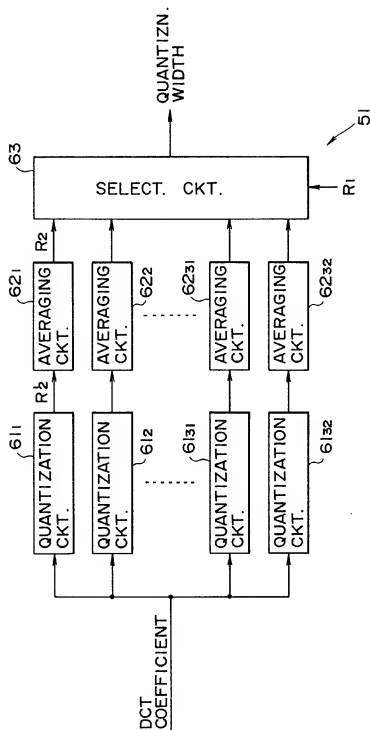 DCT
COEFFICIENT
611
QUANTIZATION
CKT.
R'2
621
AVERAGING
CKT.
R2
612
QUANTIZATION
CKT.
622
AVERAGING
CKT.
6131
QUANTIZATION
CKT.
6231
AVERAGING
CKT.
6132
QUANTIZATION
CKT.
6232
AVERAGING
CKT.
63
SELECT. CKT.
QUANTIZN.
WIDTH
R1
51